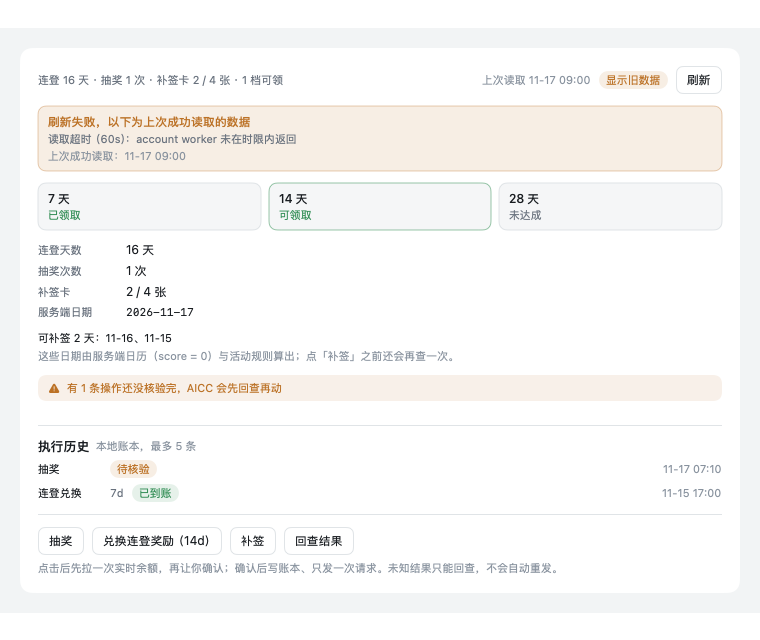 连登 16 天 · 抽奖 1 次 · 补签卡 2 / 4 张 · 1 档可领
上次读取 11-17 09:00 显示旧数据 刷新
刷新失败，以下为上次成功读取的数据
读取超时 (60s)：account worker 未在时限内返回
上次成功读取：11-17 09:00
7 天 14 天 28 天
已领取 可领取 未达成
连登天数 16 天
抽奖次数 1 次
补签卡 2 / 4 张
服务端日期 2026-11-17
可补签 2 天：11-16、11-15
这些日期由服务端日历（score = 0）与活动规则算出；点「补签」之前还会再查一次。
有 1 条操作还没核验完，AICC 会先回查再动
执行历史 本地账本，最多 5 条
抽奖 待核验 11-17 07:10
连登兑换 7d 已到账 11-15 17:00
抽奖 兑换连登奖励（14d） 补签 回查结果
点击后先拉一次实时余额，再让你确认；确认后写账本、只发一次请求。未知结果只能回查，不会自动重发。